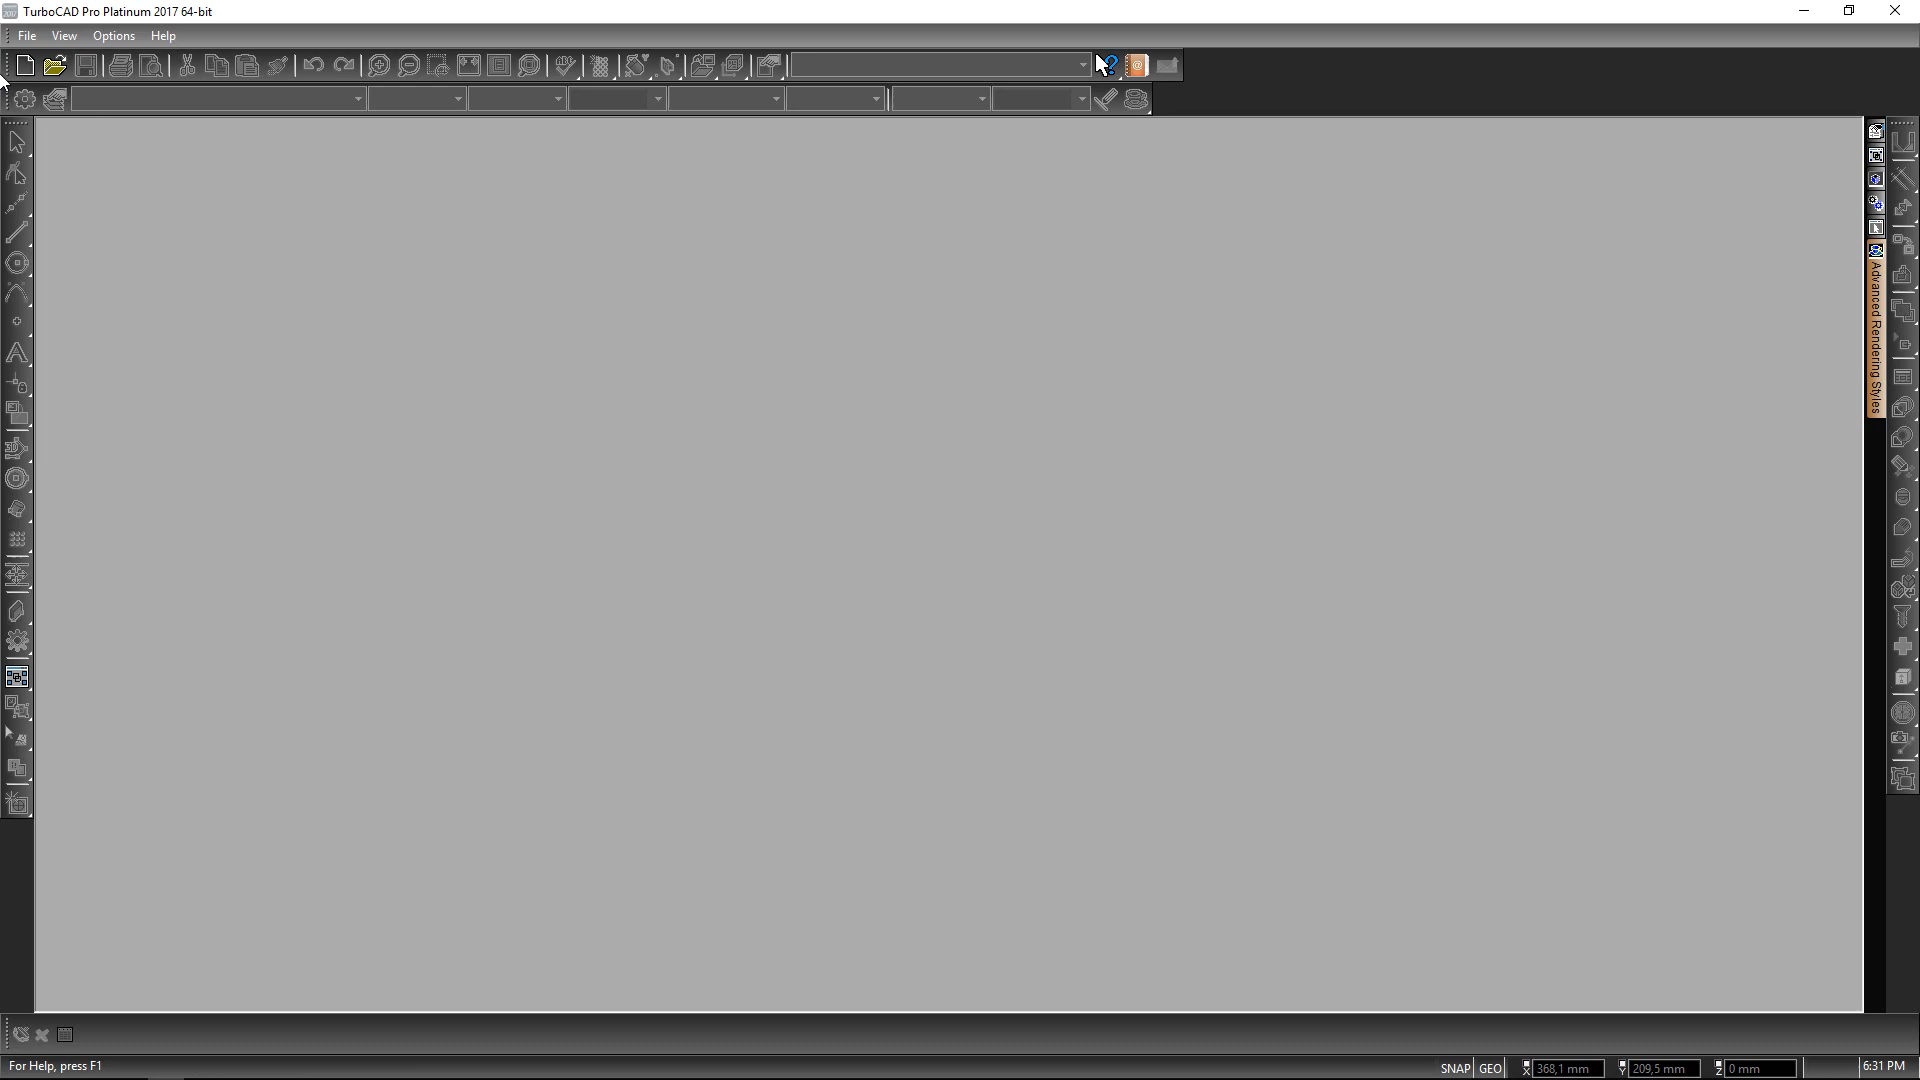 TurboCAD Pro Platinum 2017 64-bit
File View Options Help
Advanced Rendering Styles
For Help, press F1
SNAP GEO X 368,1 mm Y 209,5 mm Z 0 mm 6:31 PM